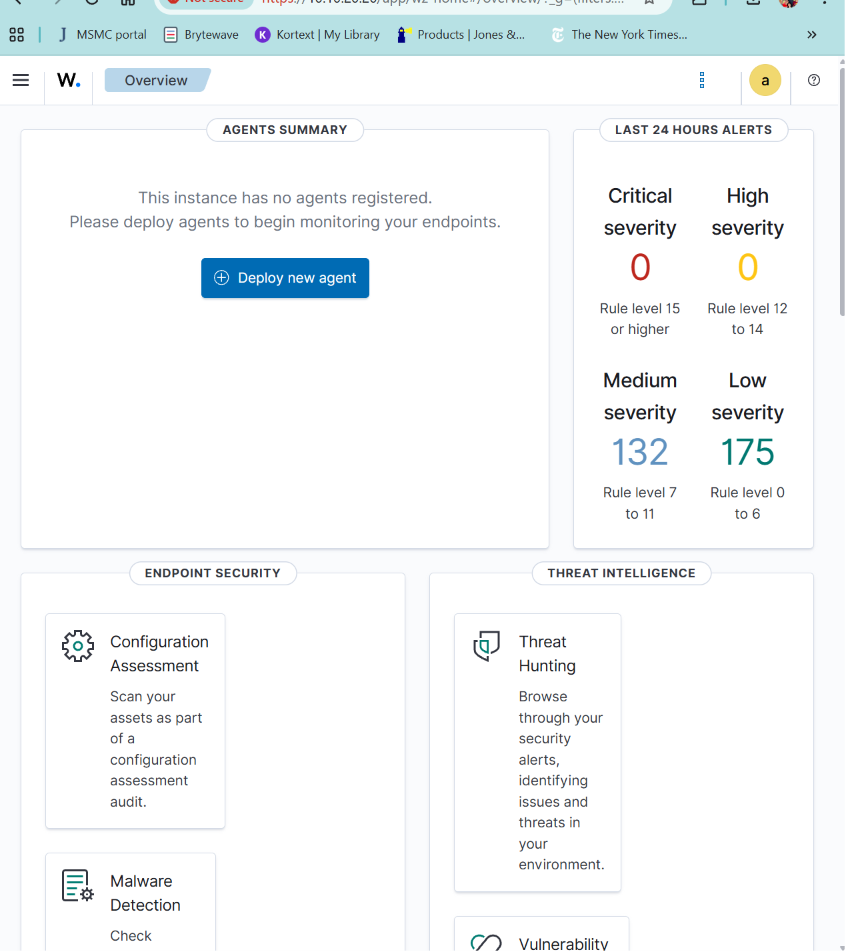 MSMC portal
Brytewave
Kortext | My Library
Products | Jones &...
The New York Times...
»
W.
Overview
a
AGENTS SUMMARY
This instance has no agents registered.
Please deploy agents to begin monitoring your endpoints.
Deploy new agent
LAST 24 HOURS ALERTS
Critical
severity
0
Rule level 15
or higher
High
severity
0
Rule level 12
to 14
Medium
severity
132
Rule level 7
to 11
Low
severity
175
Rule level 0
to 6
ENDPOINT SECURITY
Configuration
Assessment
Scan your
assets as part
of a
configuration
assessment
audit.
Malware
Detection
Check
THREAT INTELLIGENCE
Threat
Hunting
Browse
through your
security
alerts,
identifying
issues and
threats in
your
environment.
Vulnerability